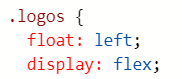 .logos {
  float: left;
  display: flex;